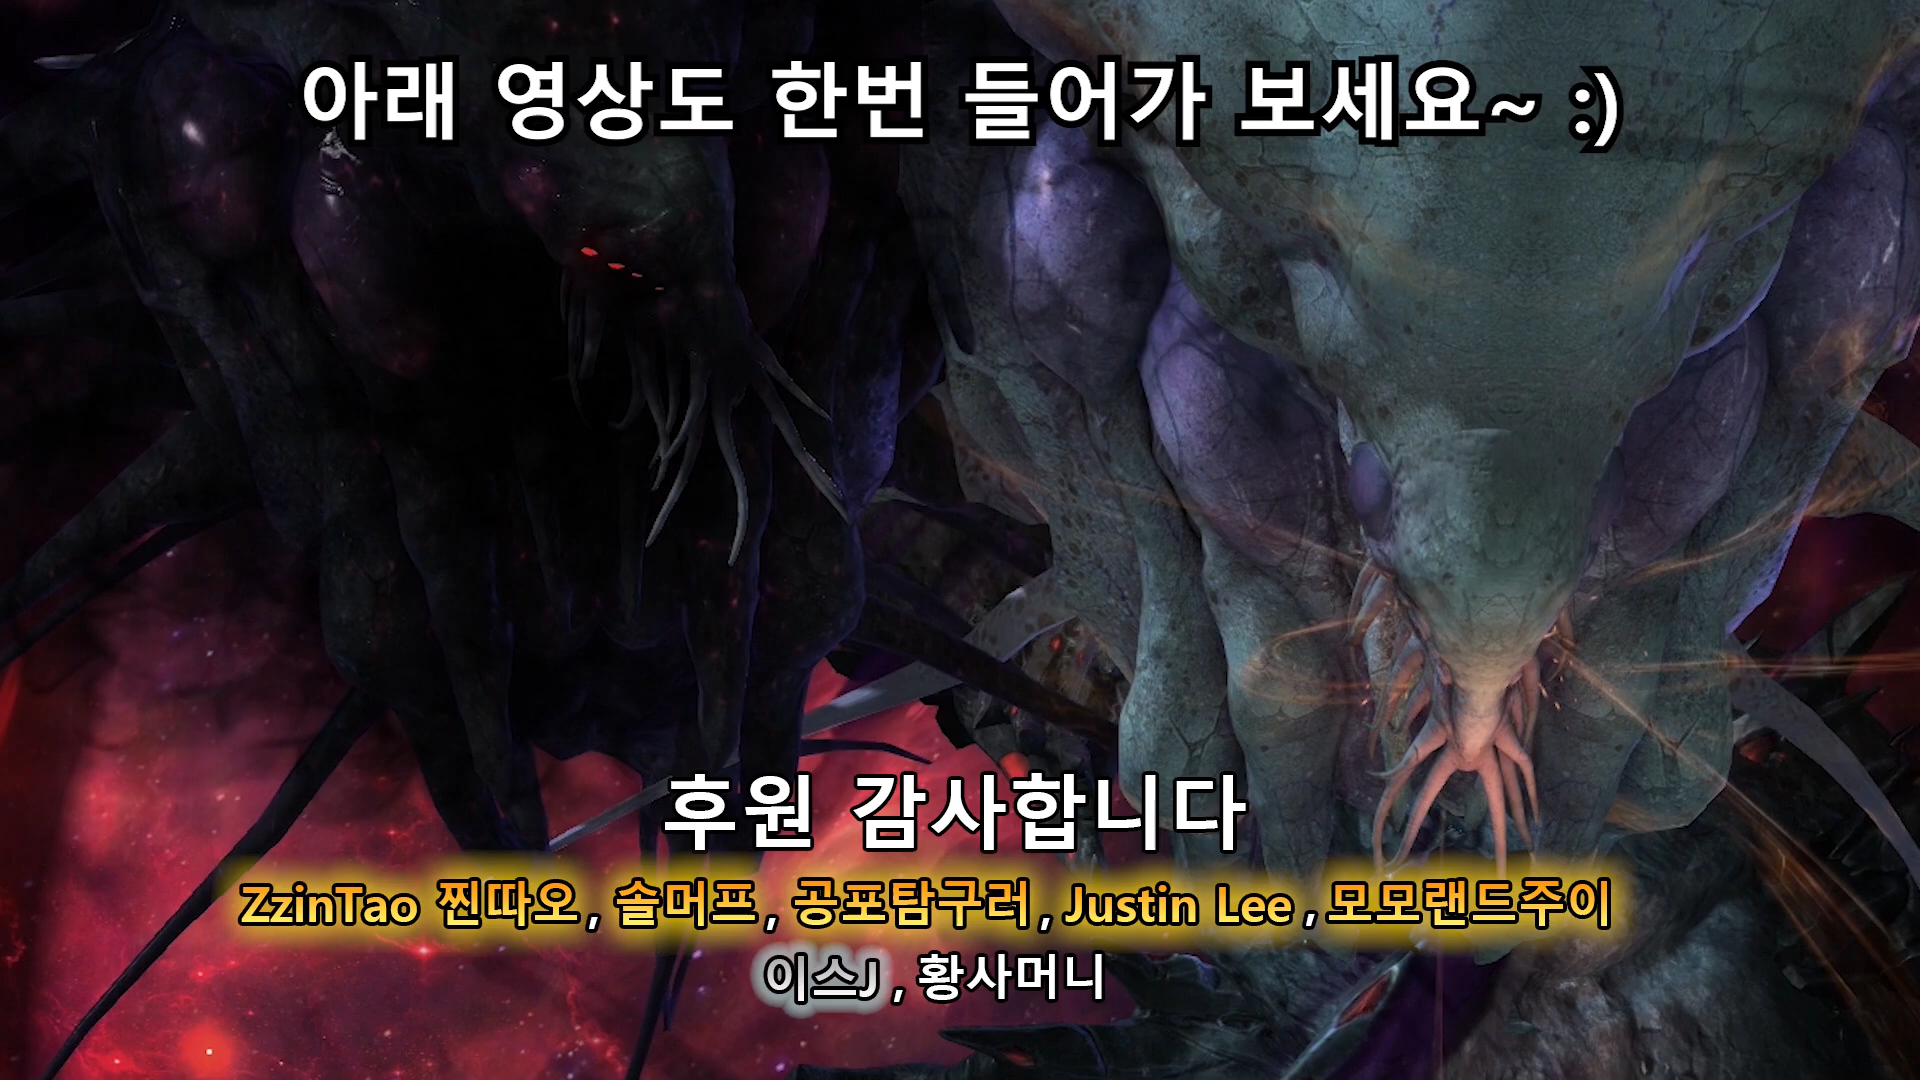 아래 영상도 한번 들어가 보세요~ :)
후원 감사합니다
ZzinTao 찐따오, 솔머프, 공포탐구러, Justin Lee, 모모랜드주이
이스J, 황사머니